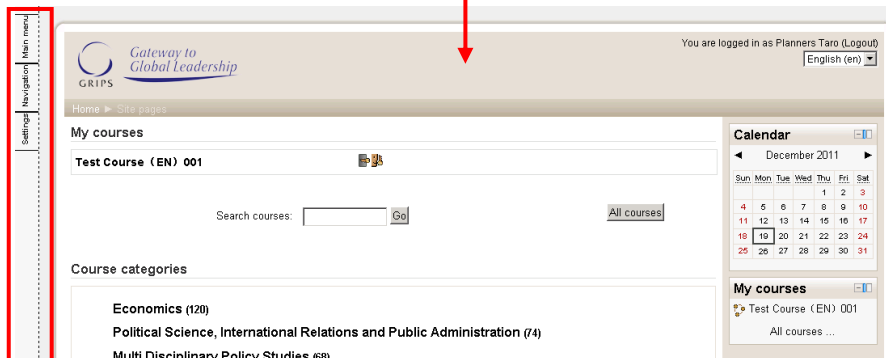 Main menu
Navigation
Settings
GRIPS
Gateway to
Global Leadership
You are logged in as Planners Taro (Logout)
English (en)
Home ► Site pages
My courses
Test Course (EN) 001
Search courses: Go
All courses
Course categories
Economics (120)
Political Science, International Relations and Public Administration (74)
Multi Disciplinary Policy Studies (68)
Calendar
◄ December 2011 ►
Sun Mon Tue Wed Thu Fri Sat
1 2 3
4 5 6 7 8 9 10
11 12 13 14 15 16 17
18 19 20 21 22 23 24
25 26 27 28 29 30 31
My courses
Test Course (EN) 001
All courses ...